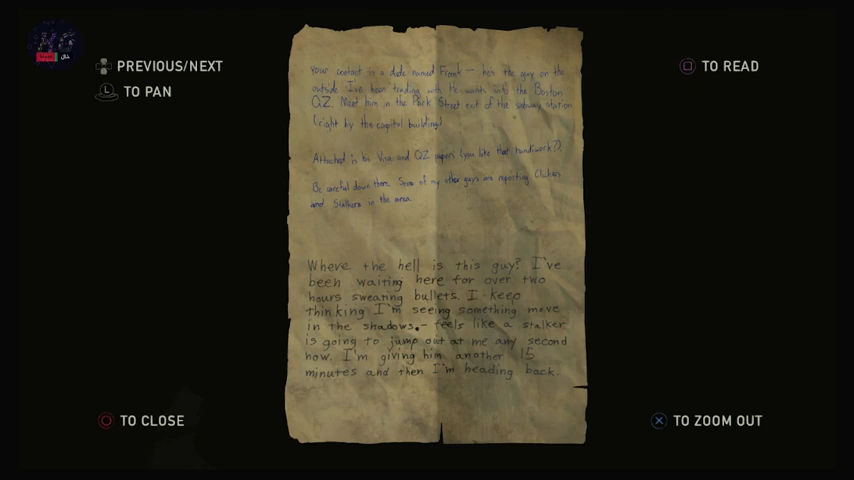 PREVIOUS/NEXT
TO PAN
TO READ
Your contact is a dude named Frank — he's the guy on the
outside I've been trading with. He wants into the Boston
QZ. Meet him in the Park Street exit of the subway station
(right by the capitol building)
Attached is his Visa and QZ papers (you like that handiwork?).
Be careful down there. Some of my other guys are reporting Clickers
and Stalkers in the area.
Where the hell is this guy? I've
been waiting here for over two
hours sweating bullets. I keep
thinking I'm seeing something move
in the shadows - feels like a stalker
is going to jump out at me any second
now. I'm giving him another 15
minutes and then I'm heading back.
TO CLOSE
TO ZOOM OUT